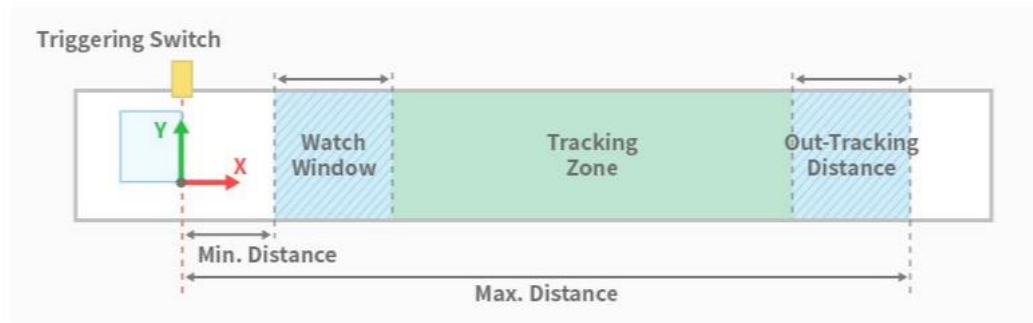 Triggering Switch
Y
X
Watch
Window
Tracking
Zone
Out-Tracking
Distance
Min. Distance
Max. Distance